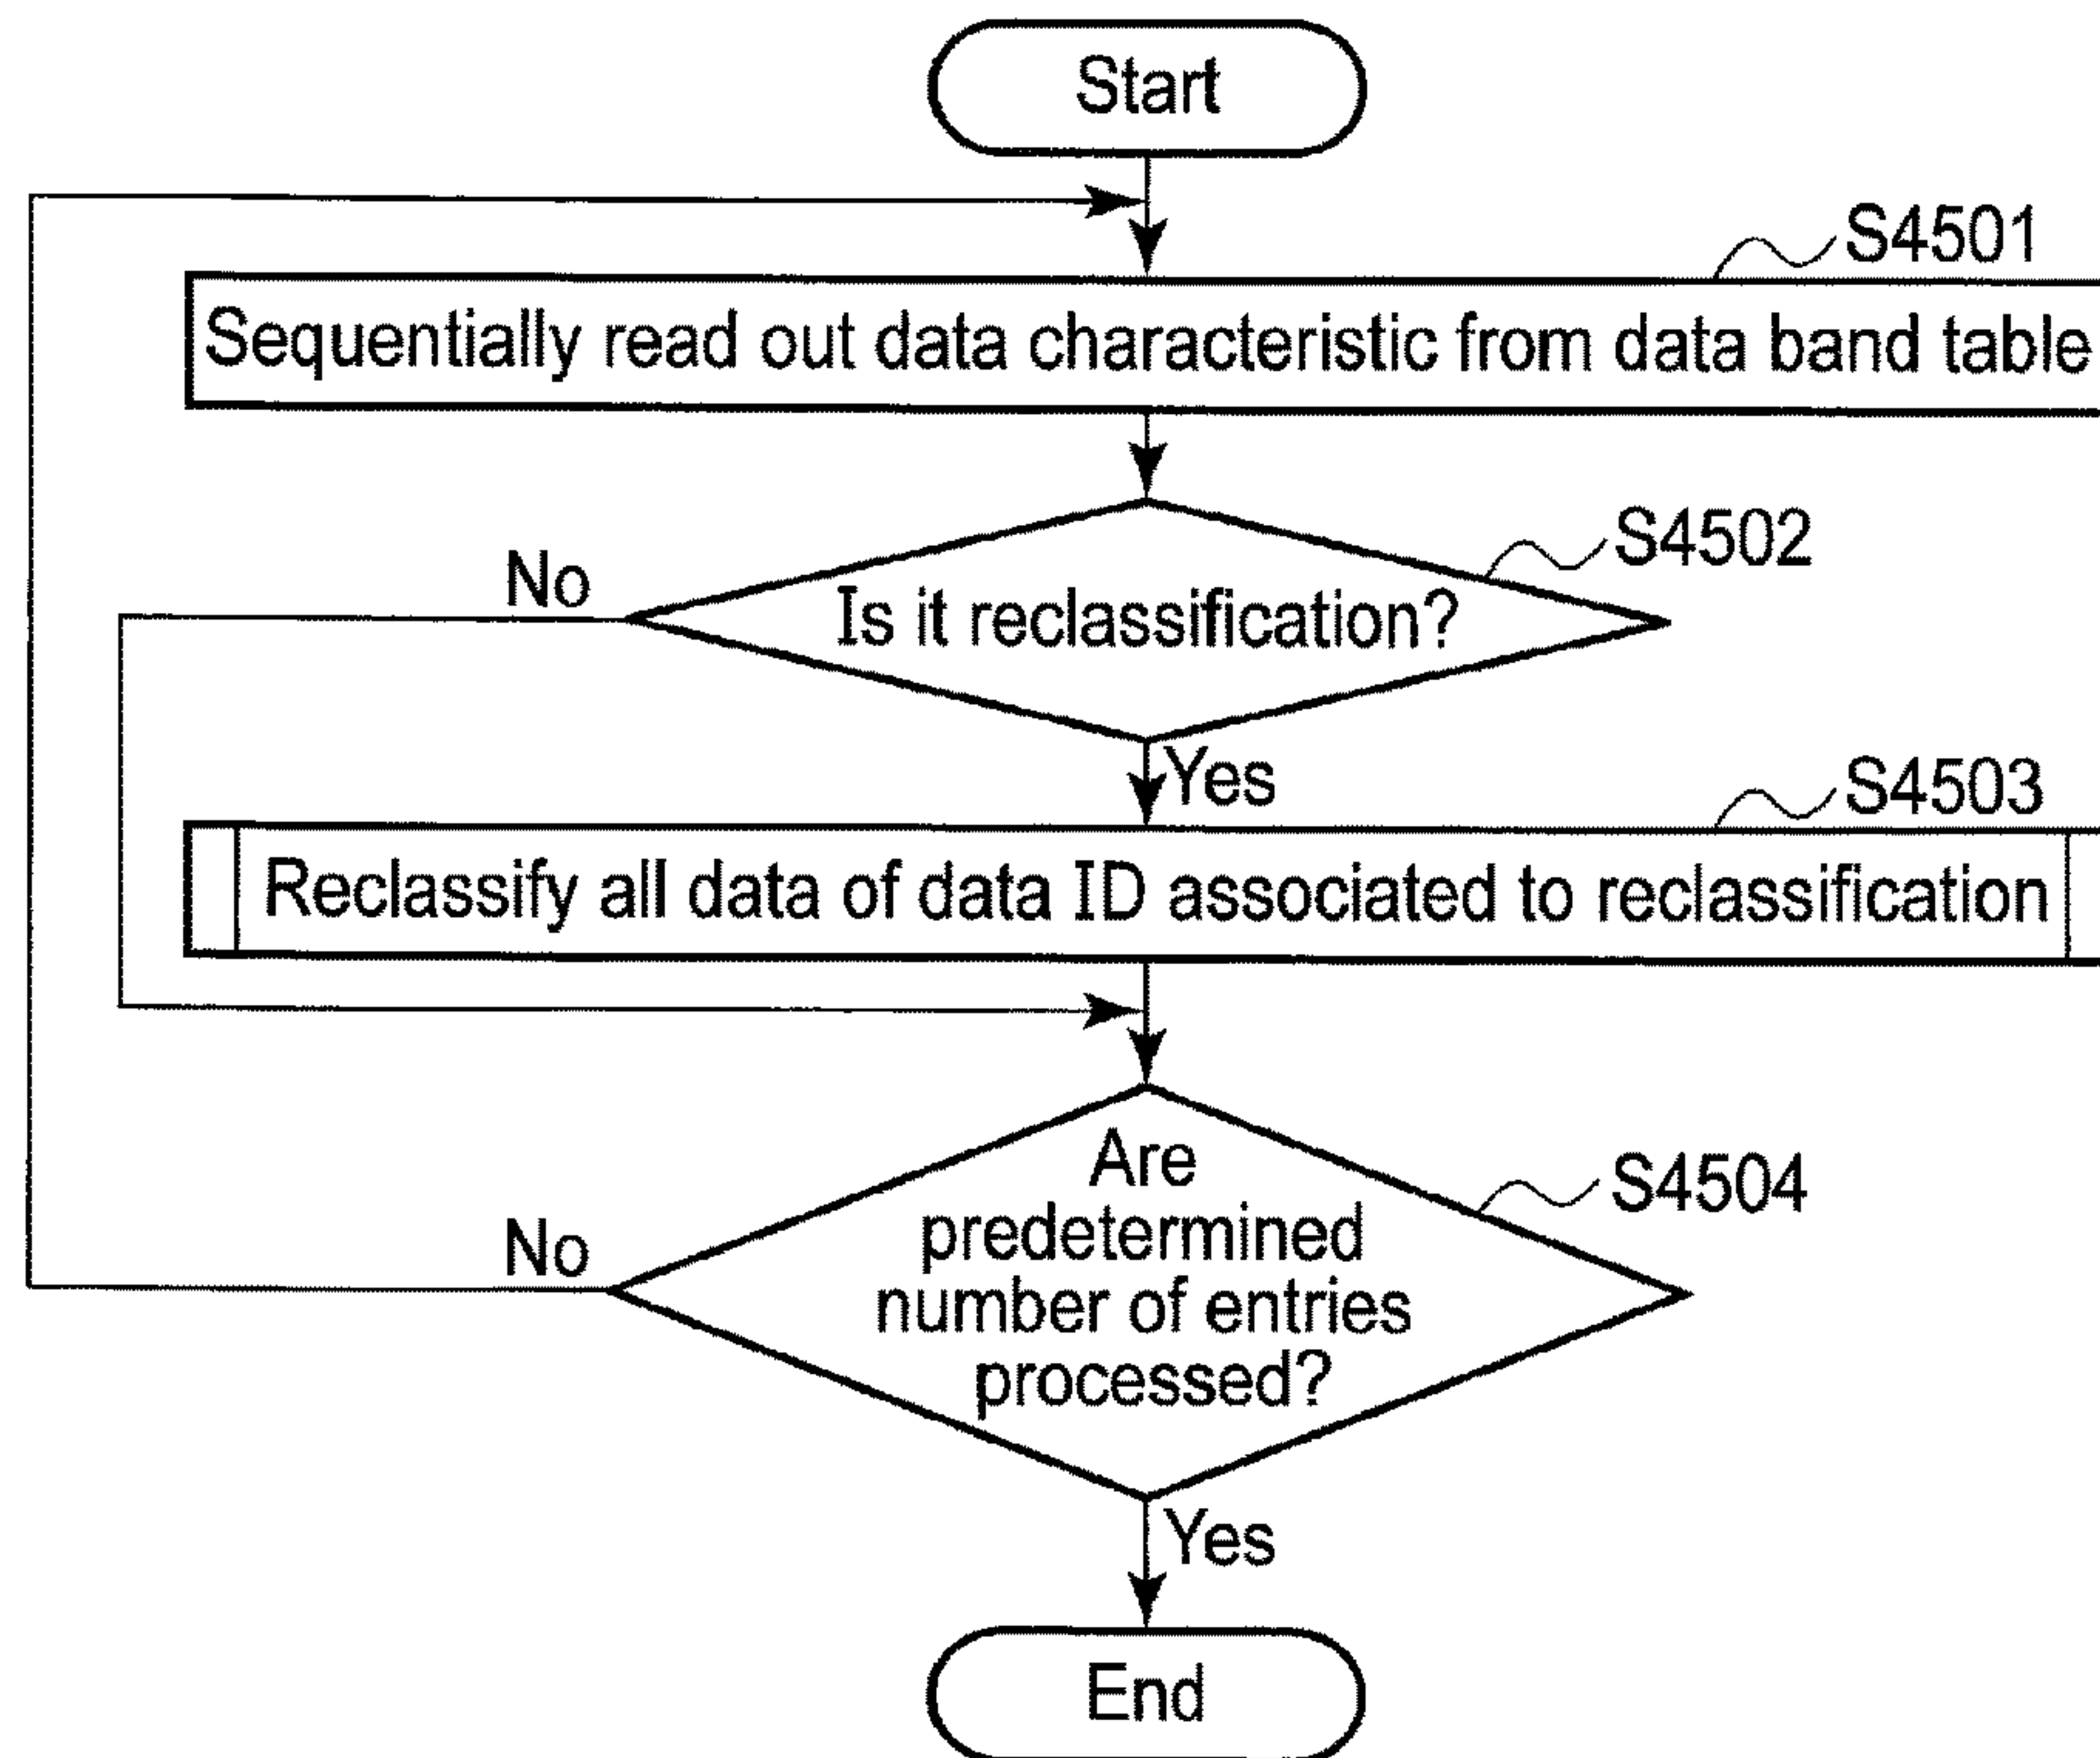 Start
S4501
Sequentially read out data characteristic from data band table
S4502
No
Is it reclassification?
Yes
S4503
Reclassify all data of data ID associated to reclassification
Are
predetermined
number of entries
processed?
S4504
No
Yes
End